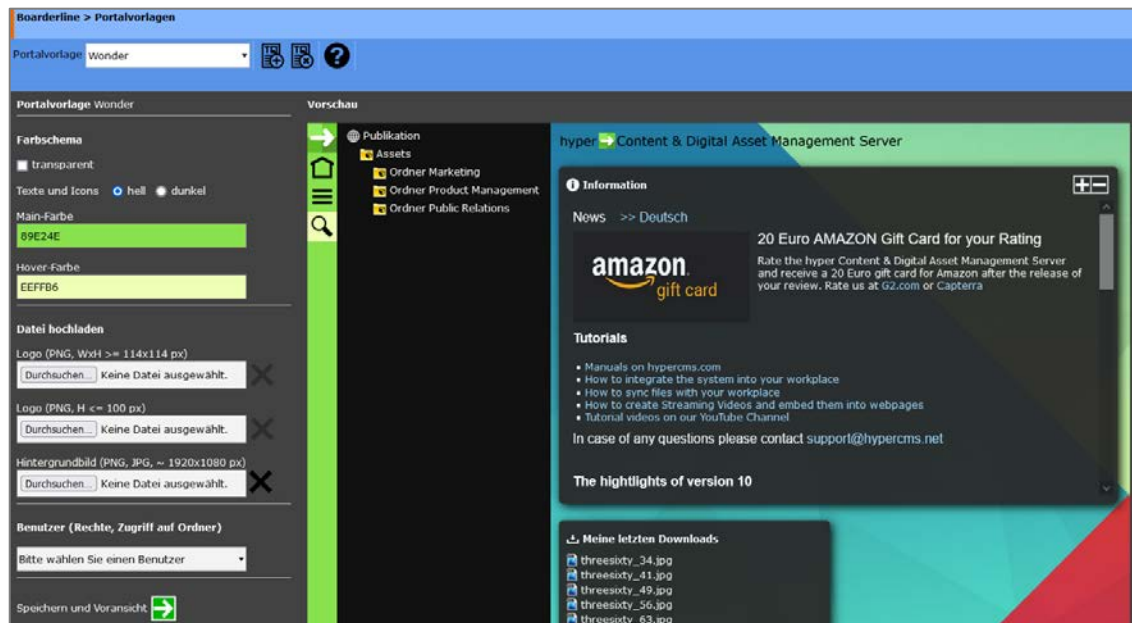 Boarderline > Portalvorlagen
Portalvorlage Wonder
Portalvorlage Wonder
Farbschema
transparent
Texte und Icons hell dunkel
Main-Farbe
89E24E
Hover-Farbe
EEFFB6
Datei hochladen
Logo (PNG, WxH >= 114x114 px)
Durchsuchen... Keine Datei ausgewählt.
Logo (PNG, H <= 100 px)
Durchsuchen... Keine Datei ausgewählt.
Hintergrundbild (PNG, JPG, ~ 1920x1080 px)
Durchsuchen... Keine Datei ausgewählt.
Benutzer (Rechte, Zugriff auf Ordner)
Bitte wählen Sie einen Benutzer
Speichern und Voransicht
Vorschau
Publikation
Assets
Ordner Marketing
Ordner Product Management
Ordner Public Relations
hyper Content & Digital Asset Management Server
Information
News >> Deutsch
amazon
gift card
20 Euro AMAZON Gift Card for your Rating
Rate the hyper Content & Digital Asset Management Server
and receive a 20 Euro gift card for Amazon after the release of
your review. Rate us at G2.com or Capterra
Tutorials
Manuals on hypercms.com
How to integrate the system into your workplace
How to sync files with your workplace
How to create Streaming Videos and embed them into webpages
Tutorial videos on our YouTube Channel
In case of any questions please contact support@hypercms.net
The hightlights of version 10
Meine letzten Downloads
threesixty_34.jpg
threesixty_41.jpg
threesixty_49.jpg
threesixty_56.jpg
threesixty_63.jpg